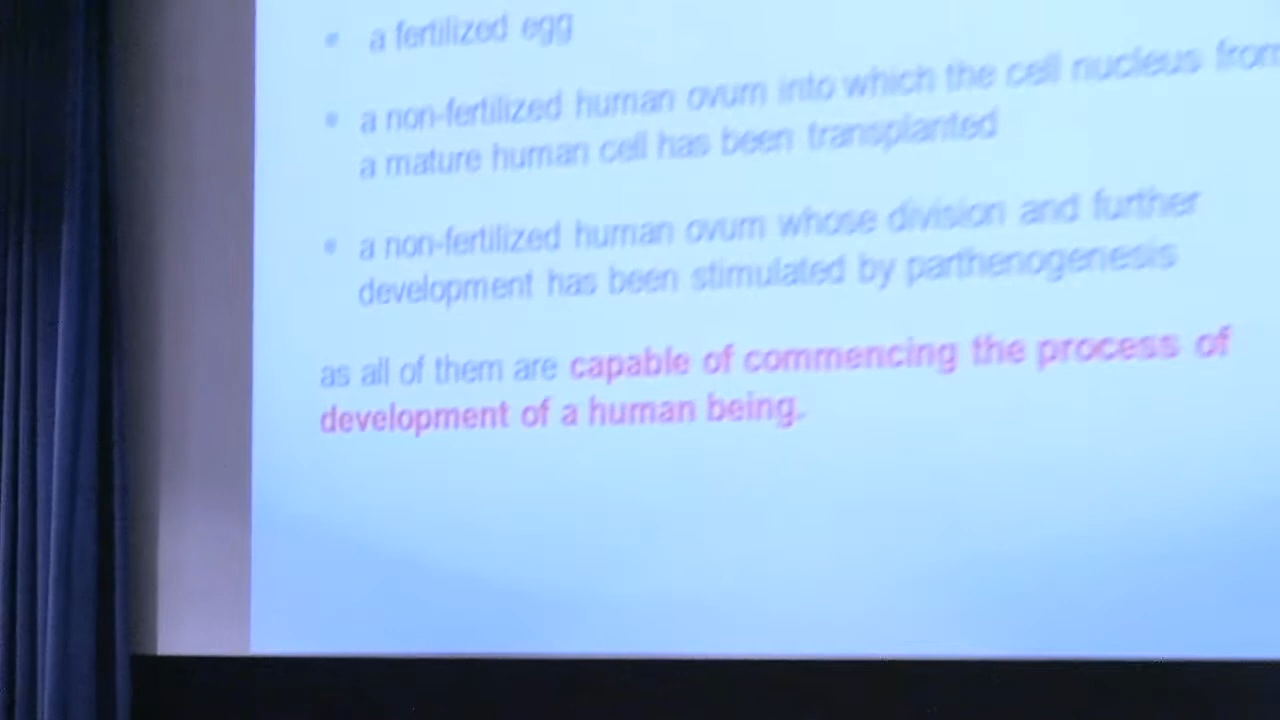 • a fertilized egg
• a non-fertilized human ovum into which the cell nucleus from
a mature human cell has been transplanted
• a non-fertilized human ovum whose division and further
development has been stimulated by parthenogenesis
as all of them are capable of commencing the process of
development of a human being.